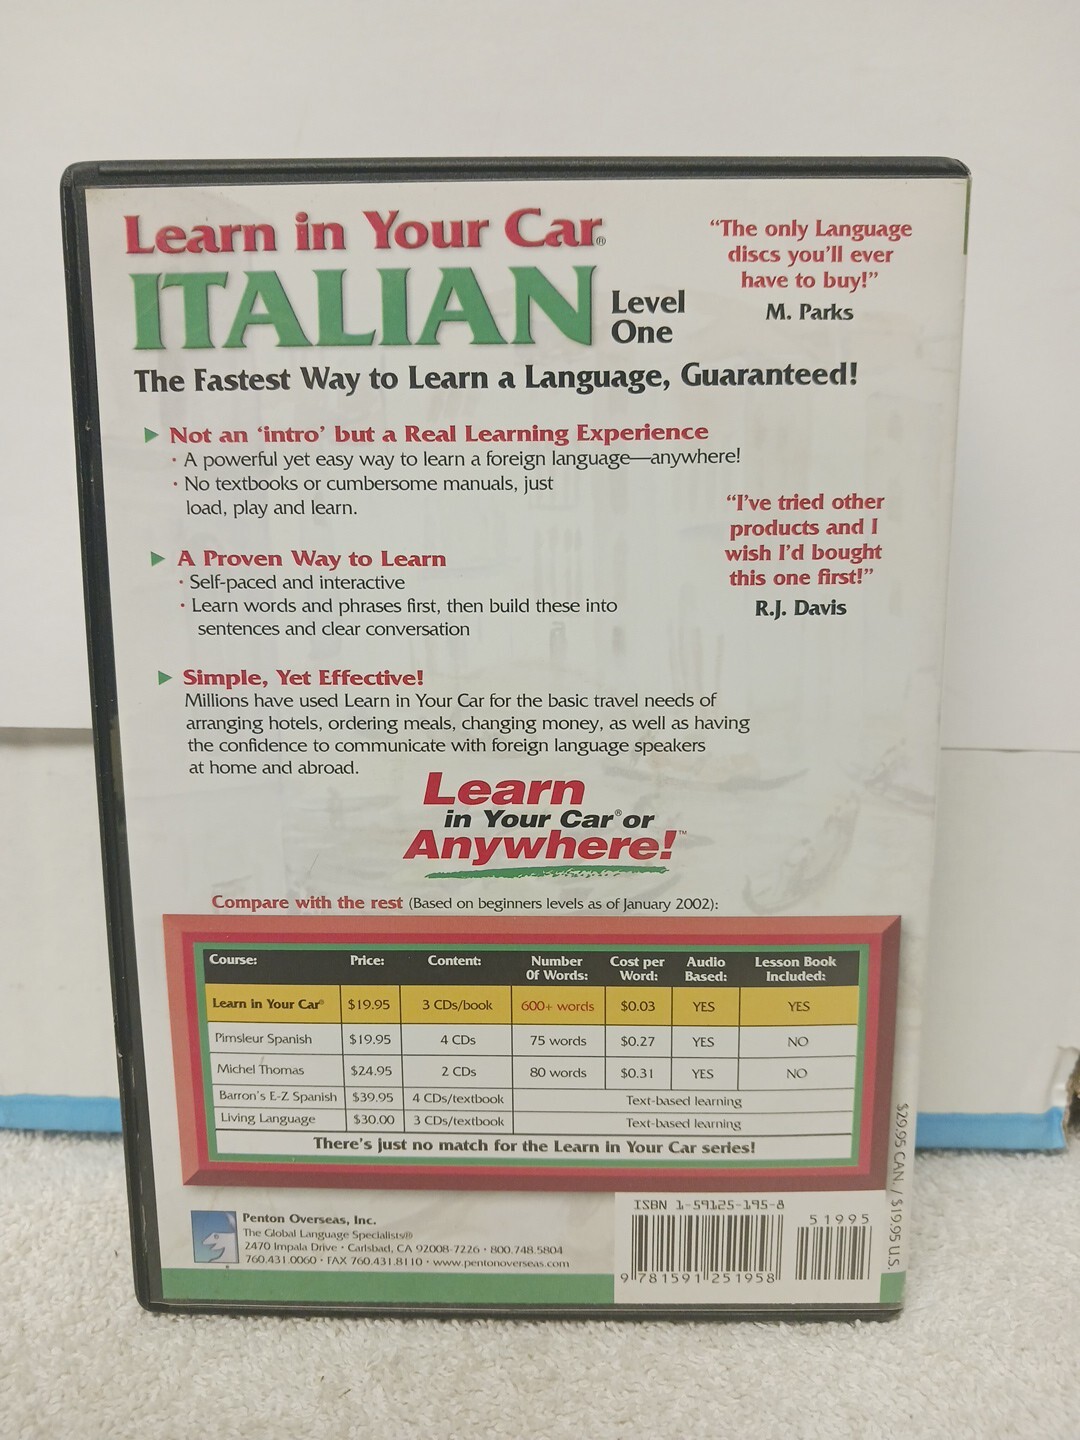 Learn in Your Car®
ITALIAN
Level
One
"The only Language
discs you'll ever
have to buy!"
M. Parks
The Fastest Way to Learn a Language, Guaranteed!
► Not an 'intro' but a Real Learning Experience
· A powerful yet easy way to learn a foreign language—anywhere!
· No textbooks or cumbersome manuals, just
load, play and learn.
"I've tried other
products and I
wish I'd bought
this one first!"
R.J. Davis
► A Proven Way to Learn
· Self-paced and interactive
· Learn words and phrases first, then build these into
sentences and clear conversation
► Simple, Yet Effective!
Millions have used Learn in Your Car for the basic travel needs of
arranging hotels, ordering meals, changing money, as well as having
the confidence to communicate with foreign language speakers
at home and abroad.
Learn
in Your Car® or
Anywhere!™
Compare with the rest (Based on beginners levels as of January 2002):
Course: Price: Content: Number Of Words: Cost per Word: Audio Based: Lesson Book Included:
Learn in Your Car® $19.95 3 CDs/book 600+ words $0.03 YES YES
Pimsleur Spanish $19.95 4 CDs 75 words $0.27 YES NO
Michel Thomas $24.95 2 CDs 80 words $0.31 YES NO
Barron's E-Z Spanish $39.95 4 CDs/textbook Text-based learning
Living Language $30.00 3 CDs/textbook Text-based learning
There's just no match for the Learn in Your Car series!
$29.95 CAN. / $19.95 U.S.
Penton Overseas, Inc.
The Global Language Specialists®
2470 Impala Drive · Carlsbad, CA 92008-7226 · 800.748.5804
760.431.0060 · FAX 760.431.8110 · www.pentonoverseas.com
ISBN 1-59125-195-8
51995
9 781591 251958